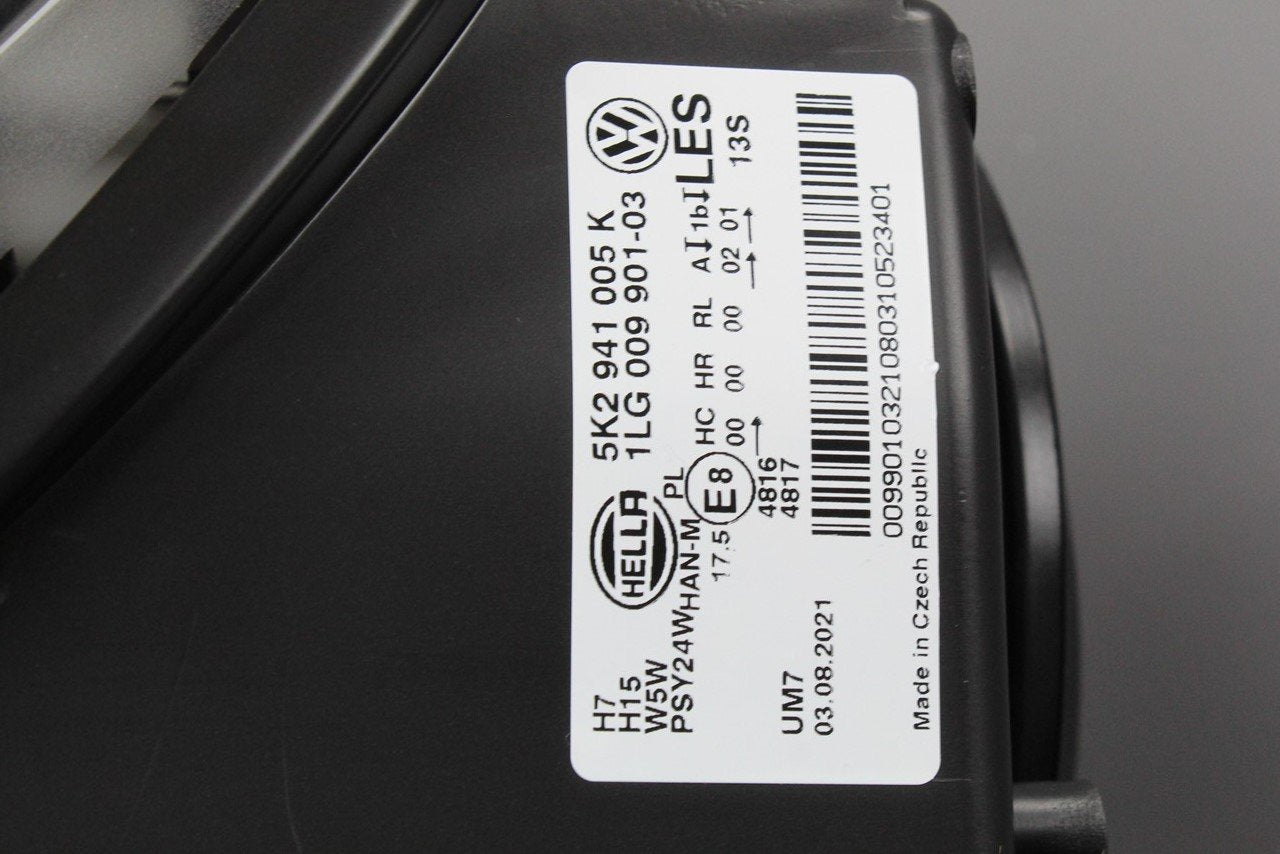 H7
H15
W5W
PSY24W
HELLA
5K2 941 005 K
1LG 009 901-03
HAN-M
PL
17.5
E8
HC HR RL A 1b LES
00 00 00 02 01 13S
4816
4817
UM7
03.08.2021
0099010321080310523401
Made in Czech Republic